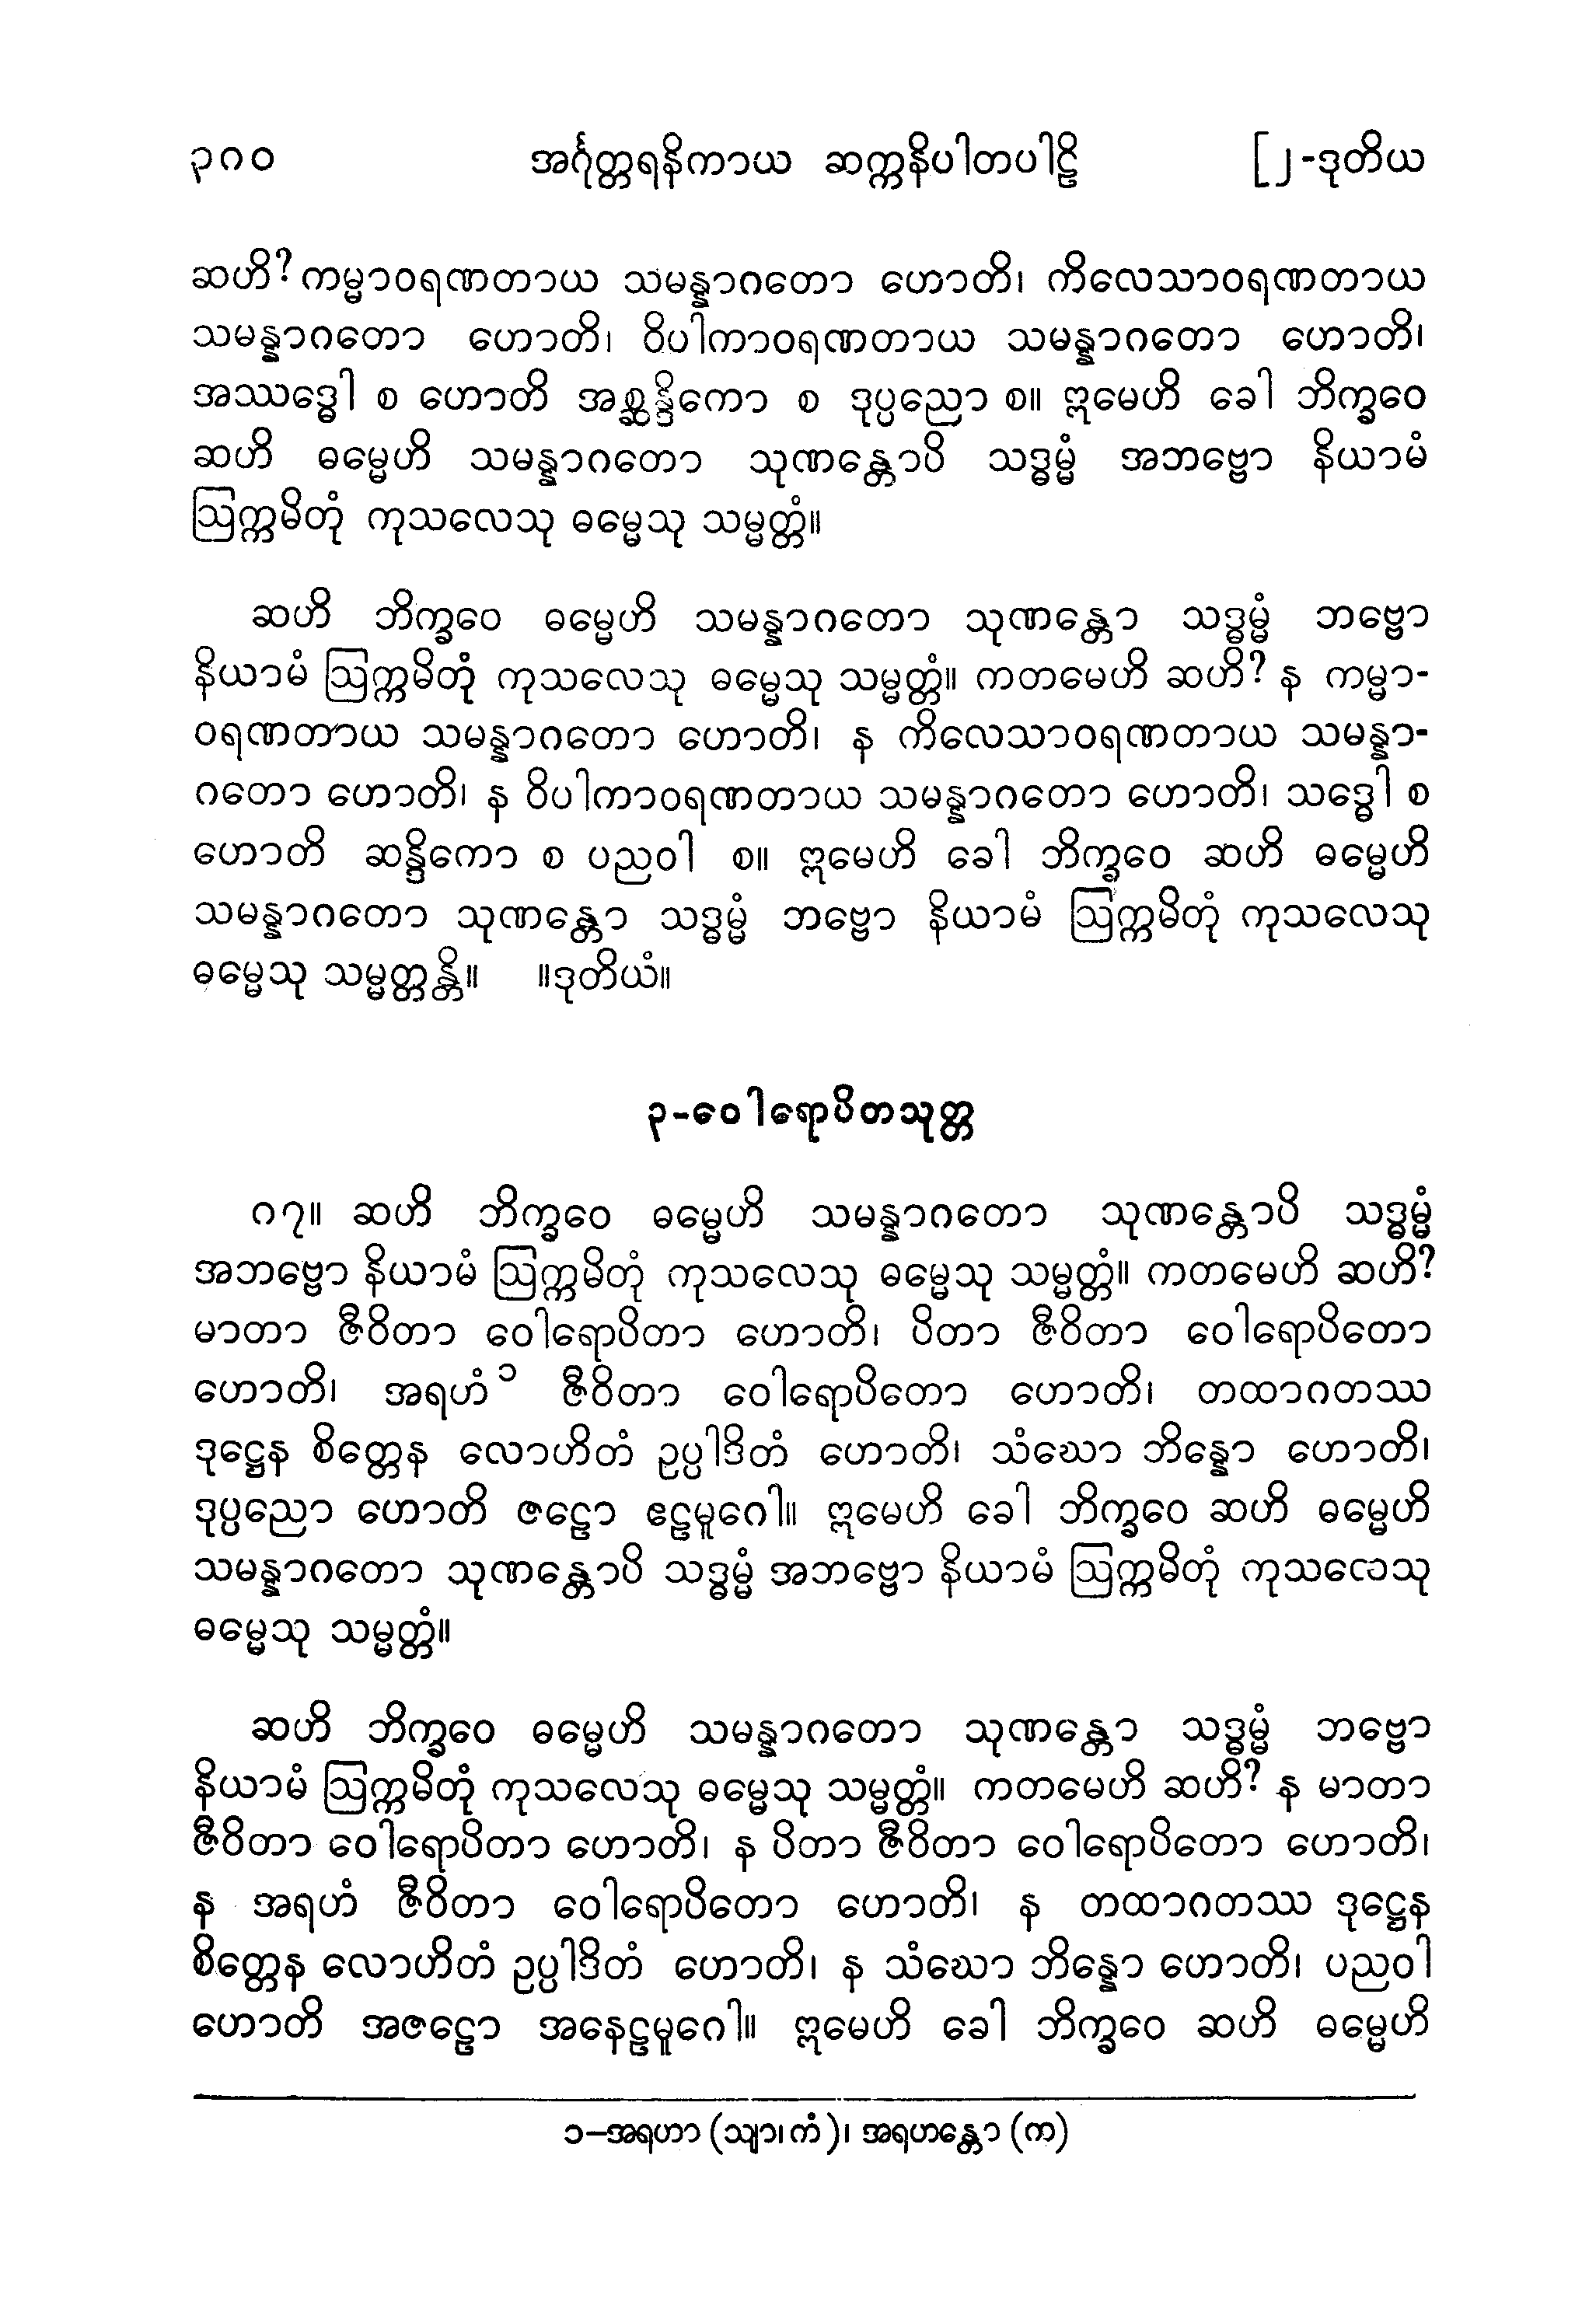 ၃၈၀ အင်္ဂုတ္တရနိကာယ ဆက္ကနိပါတပါဠိ [၂-ဒုတိယ
ဆဟိ? ကမ္မာဝရဏတာယ သမန္နာဂတော ဟောတိ၊ ကိလေသာဝရဏတာယ
သမန္နာဂတော ဟောတိ၊ ဝိပါကာဝရဏတာယ သမန္နာဂတော ဟောတိ၊
အဿဒ္ဓေါ စ ဟောတိ အစ္ဆန္ဒိကော စ ဒုပ္ပညော စ။ ဣမေဟိ ခေါ ဘိက္ခဝေ
ဆဟိ ဓမ္မေဟိ သမန္နာဂတော သုဏန္တောပိ သဒ္ဓမ္မံ အဘဗ္ဗော နိယာမံ
ဩက္ကမိတုံ ကုသလေသု ဓမ္မေသု သမ္မတ္တံ။
ဆဟိ ဘိက္ခဝေ ဓမ္မေဟိ သမန္နာဂတော သုဏန္တော သဒ္ဓမ္မံ ဘဗ္ဗော
နိယာမံ ဩက္ကမိတုံ ကုသလေသု ဓမ္မေသု သမ္မတ္တံ။ ကတမေဟိ ဆဟိ? န ကမ္မာ-
ဝရဏတာယ သမန္နာဂတော ဟောတိ၊ န ကိလေသာဝရဏတာယ သမန္နာ-
ဂတော ဟောတိ၊ န ဝိပါကာဝရဏတာယ သမန္နာဂတော ဟောတိ၊ သဒ္ဓေါ စ
ဟောတိ ဆန္ဒိကော စ ပညဝါ စ။ ဣမေဟိ ခေါ ဘိက္ခဝေ ဆဟိ ဓမ္မေဟိ
သမန္နာဂတော သုဏန္တော သဒ္ဓမ္မံ ဘဗ္ဗော နိယာမံ ဩက္ကမိတုံ ကုသလေသု
ဓမ္မေသု သမ္မတ္တန္တိ။ ။ဒုတိယံ။
၃-ဝေါရောပိတသုတ္တ
၈၇။ ဆဟိ ဘိက္ခဝေ ဓမ္မေဟိ သမန္နာဂတော သုဏန္တောပိ သဒ္ဓမ္မံ
အဘဗ္ဗော နိယာမံ ဩက္ကမိတုံ ကုသလေသု ဓမ္မေသု သမ္မတ္တံ။ ကတမေဟိ ဆဟိ?
မာတာ ဇီဝိတာ ဝေါရောပိတာ ဟောတိ၊ ပိတာ ဇီဝိတာ ဝေါရောပိတော
ဟောတိ၊ အရဟံ ၁ ဇီဝိတာ ဝေါရောပိတော ဟောတိ၊ တထာဂတဿ
ဒုဋ္ဌေန စိတ္တေန လောဟိတံ ဥပ္ပါဒိတံ ဟောတိ၊ သံဃော ဘိန္နော ဟောတိ၊
ဒုပ္ပညော ဟောတိ ဇဠော ဧဠမူဂေါ။ ဣမေဟိ ခေါ ဘိက္ခဝေ ဆဟိ ဓမ္မေဟိ
သမန္နာဂတော သုဏန္တောပိ သဒ္ဓမ္မံ အဘဗ္ဗော နိယာမံ ဩက္ကမိတုံ ကုသလေသု
ဓမ္မေသု သမ္မတ္တံ။
ဆဟိ ဘိက္ခဝေ ဓမ္မေဟိ သမန္နာဂတော သုဏန္တော သဒ္ဓမ္မံ ဘဗ္ဗော
နိယာမံ ဩက္ကမိတုံ ကုသလေသု ဓမ္မေသု သမ္မတ္တံ။ ကတမေဟိ ဆဟိ? န မာတာ
ဇီဝိတာ ဝေါရောပိတာ ဟောတိ၊ န ပိတာ ဇီဝိတာ ဝေါရောပိတော ဟောတိ၊
န အရဟံ ဇီဝိတာ ဝေါရောပိတော ဟောတိ၊ န တထာဂတဿ ဒုဋ္ဌေန
စိတ္တေန လောဟိတံ ဥပ္ပါဒိတံ ဟောတိ၊ န သံဃော ဘိန္နော ဟောတိ၊ ပညဝါ
ဟောတိ အဇဠော အနေဠမူဂေါ။ ဣမေဟိ ခေါ ဘိက္ခဝေ ဆဟိ ဓမ္မေဟိ
၁–အရဟာ (သျာ၊ ကံ)၊ အရဟန္တော (က)